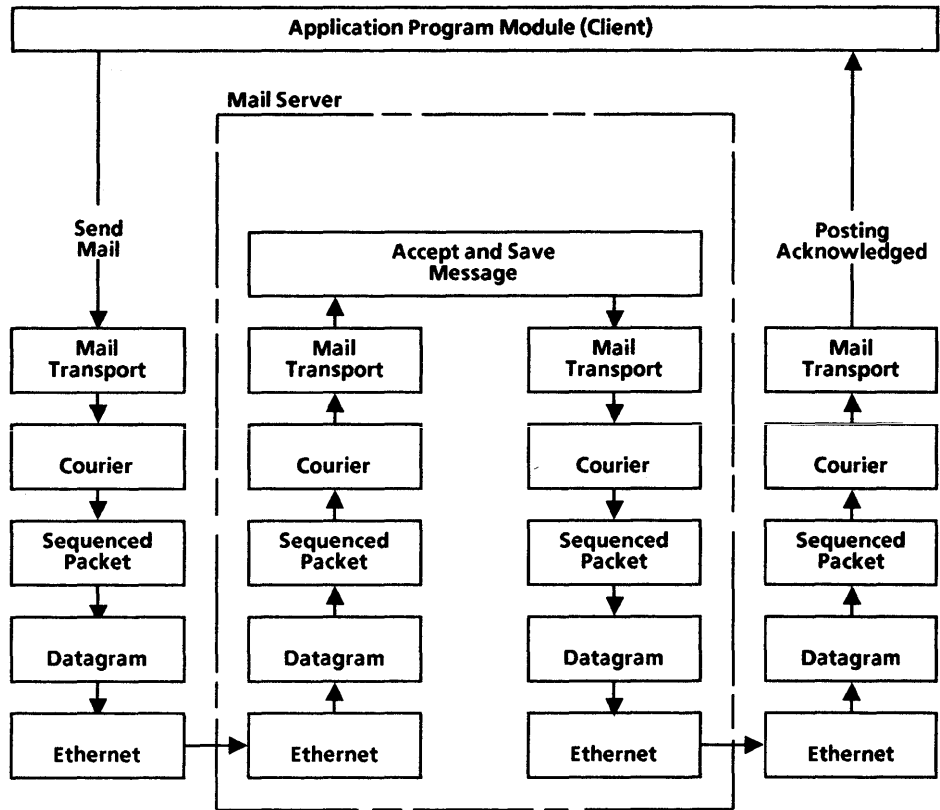 Application Program Module (Client)
Mail Server
Send
Mail
Accept and Save
Message
Posting
Acknowledged
Mail
Transport
Mail
Transport
Mail
Transport
Mail
Transport
Courier
Courier
Courier
Courier
Sequenced
Packet
Sequenced
Packet
Sequenced
Packet
Sequenced
Packet
Datagram
Datagram
Datagram
Datagram
Ethernet
Ethernet
Ethernet
Ethernet